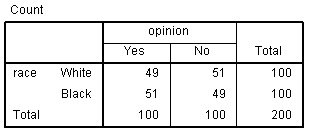 Count
opinion
Yes No Total
race White 49 51 100
Black 51 49 100
Total 100 100 200